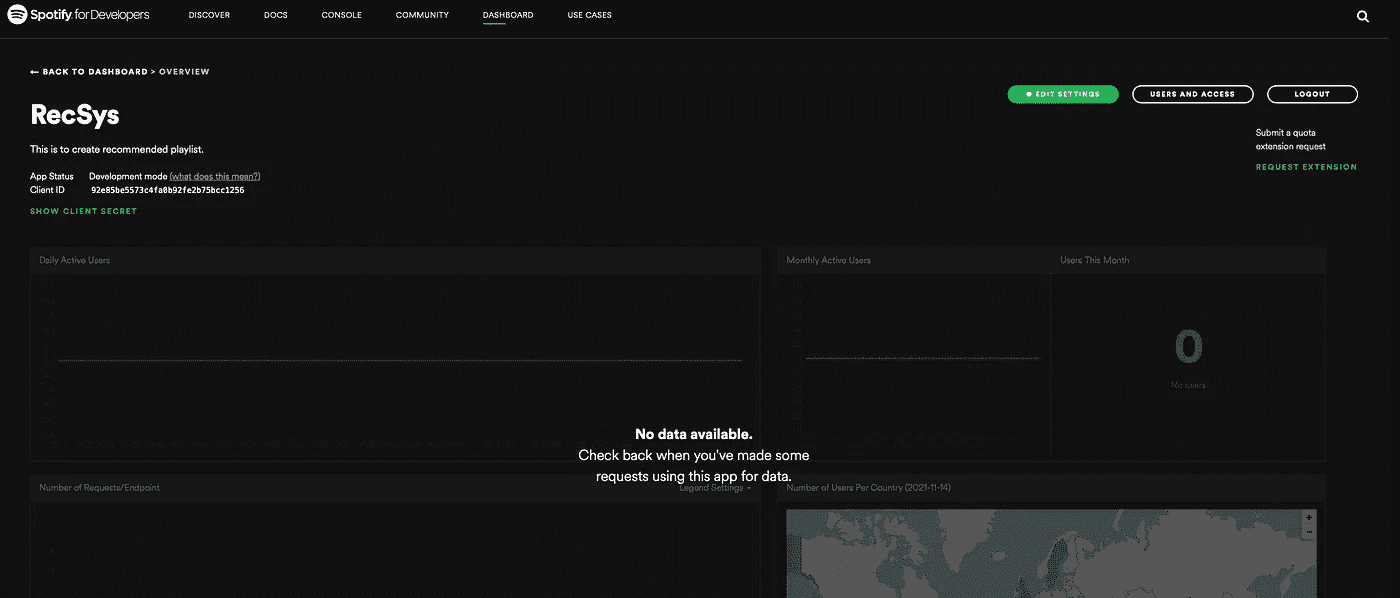 Spotify for Developers
DISCOVER
DOCS
CONSOLE
COMMUNITY
DASHBOARD
USE CASES
← BACK TO DASHBOARD > OVERVIEW
EDIT SETTINGS
USERS AND ACCESS
LOGOUT
RecSys
This is to create recommended playlist.
Submit a quota
extension request
REQUEST EXTENSION
App Status Development mode (what does this mean?)
Client ID 92e85be5573c4fa0b92fe2b75bcc1256
SHOW CLIENT SECRET
Daily Active Users
Monthly Active Users
Users This Month
0
No users
No data available.
Check back when you've made some
requests using this app for data.
Number of Requests/Endpoint
Legend Settings
Number of Users Per Country (2021-11-14)
+
-